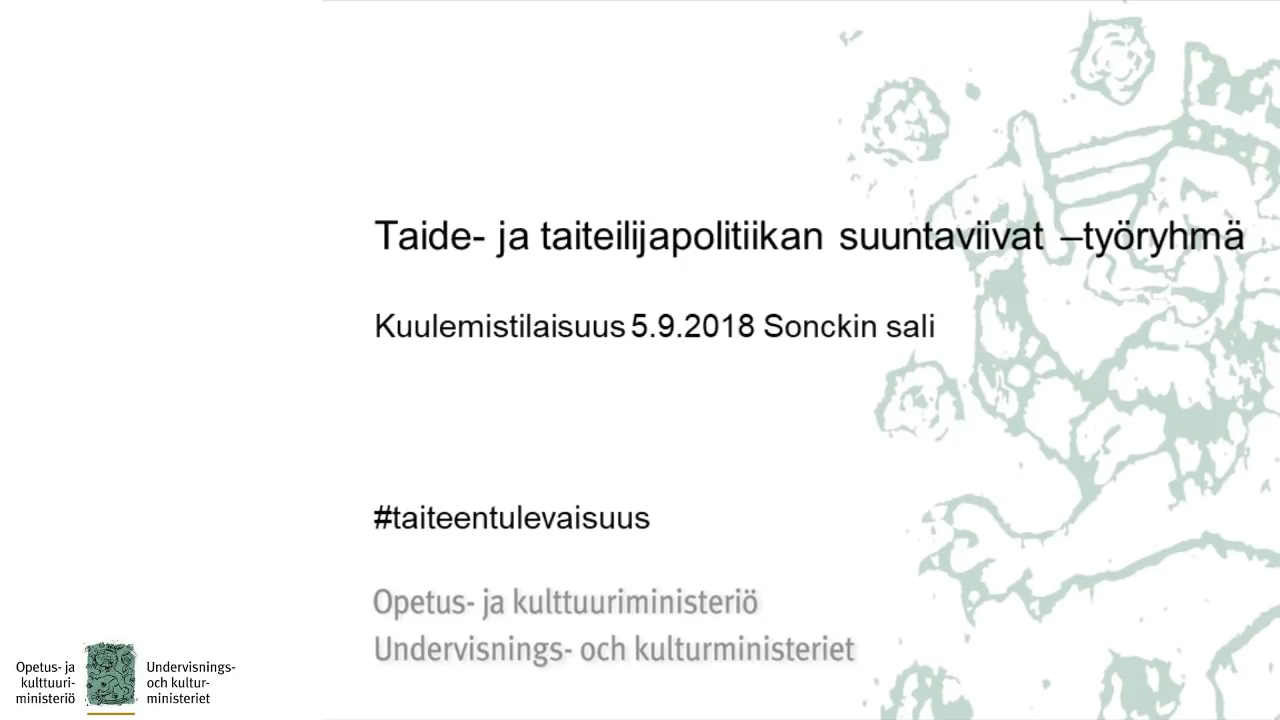 Taide- ja taiteilijapolitiikan suuntaviivat –työryhmä
Kuulemistilaisuus 5.9.2018 Sonckin sali
#taiteentulevaisuus
Opetus- ja kulttuuriministeriö
Undervisnings- och kulturministeriet
Opetus- ja
kulttuuri-
ministeriö
Undervisnings-
och kultur-
ministeriet